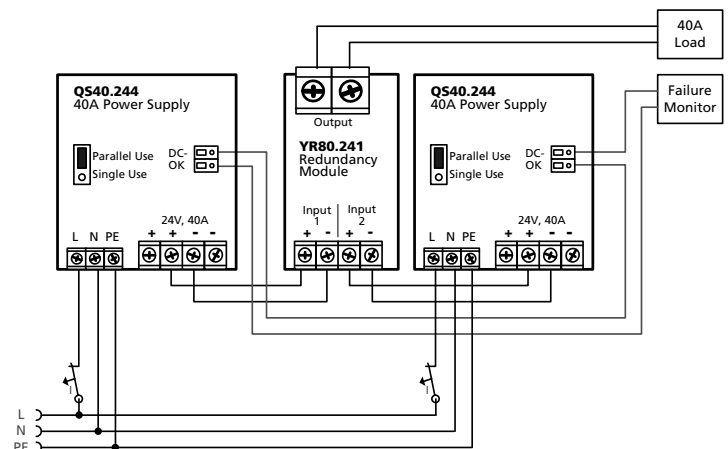 40A
Load
QS40.244
40A Power Supply
Parallel Use
Single Use
DC-
OK
24V, 40A
+ + - -
L N PE
Output
YR80.241
Redundancy
Module
Input
1
Input
2
+ - + -
QS40.244
40A Power Supply
Parallel Use
Single Use
DC-
OK
24V, 40A
+ + - -
L N PE
Failure
Monitor
I
I
L
N
PE